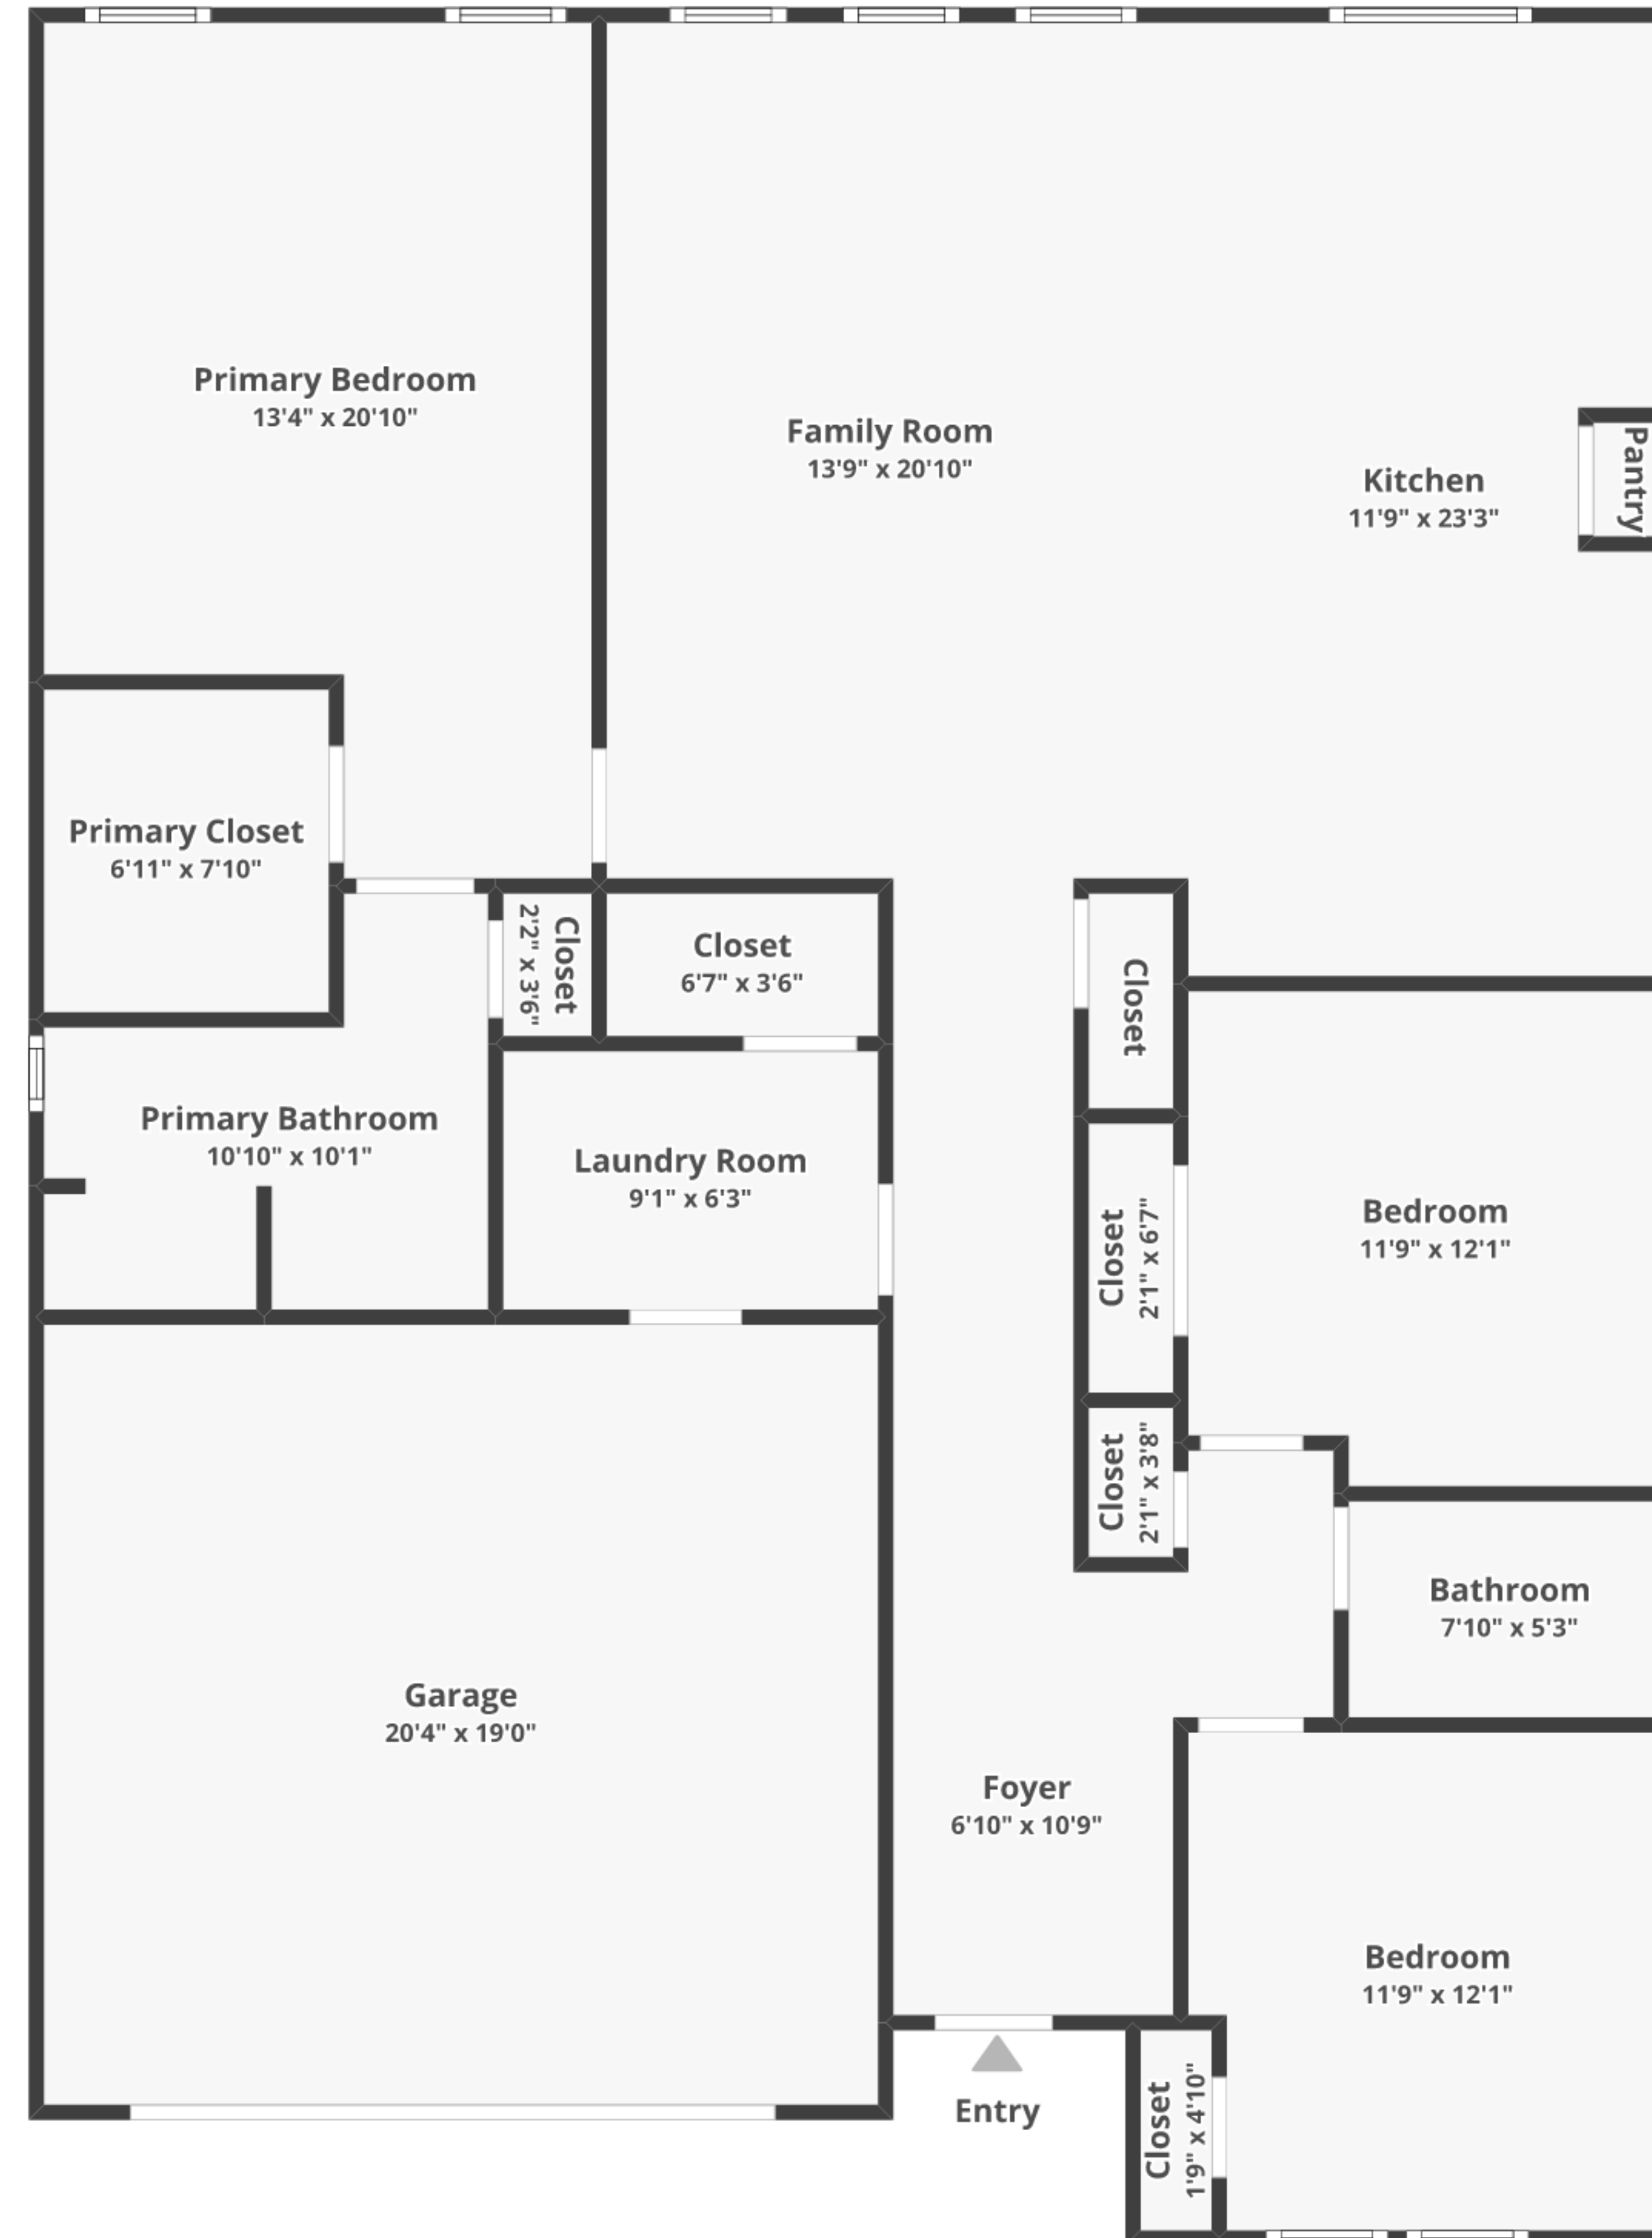 Primary Bedroom
13'4" x 20'10"
Family Room
13'9" x 20'10"
Kitchen
11'9" x 23'3"
Pantry
Primary Closet
6'11" x 7'10"
Closet
2'2" x 3'6"
Closet
6'7" x 3'6"
Closet
Primary Bathroom
10'10" x 10'1"
Laundry Room
9'1" x 6'3"
Closet
2'1" x 6'7"
Bedroom
11'9" x 12'1"
Closet
2'1" x 3'8"
Bathroom
7'10" x 5'3"
Garage
20'4" x 19'0"
Foyer
6'10" x 10'9"
Bedroom
11'9" x 12'1"
Entry
Closet
1'9" x 4'10"